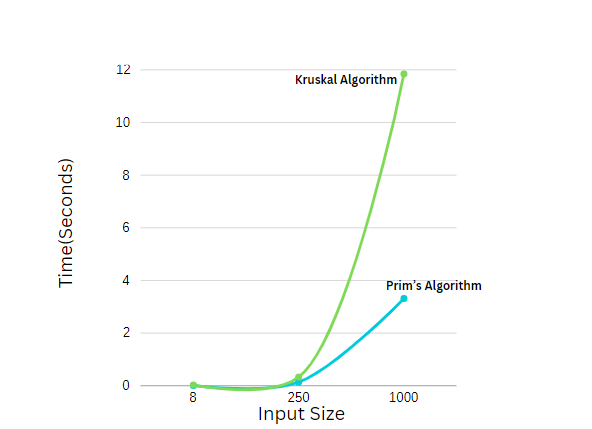 12
Kruskal Algorithm
10
8
6
Time(Seconds)
4
Prim's Algorithm
2
0
8 250 1000
Input Size